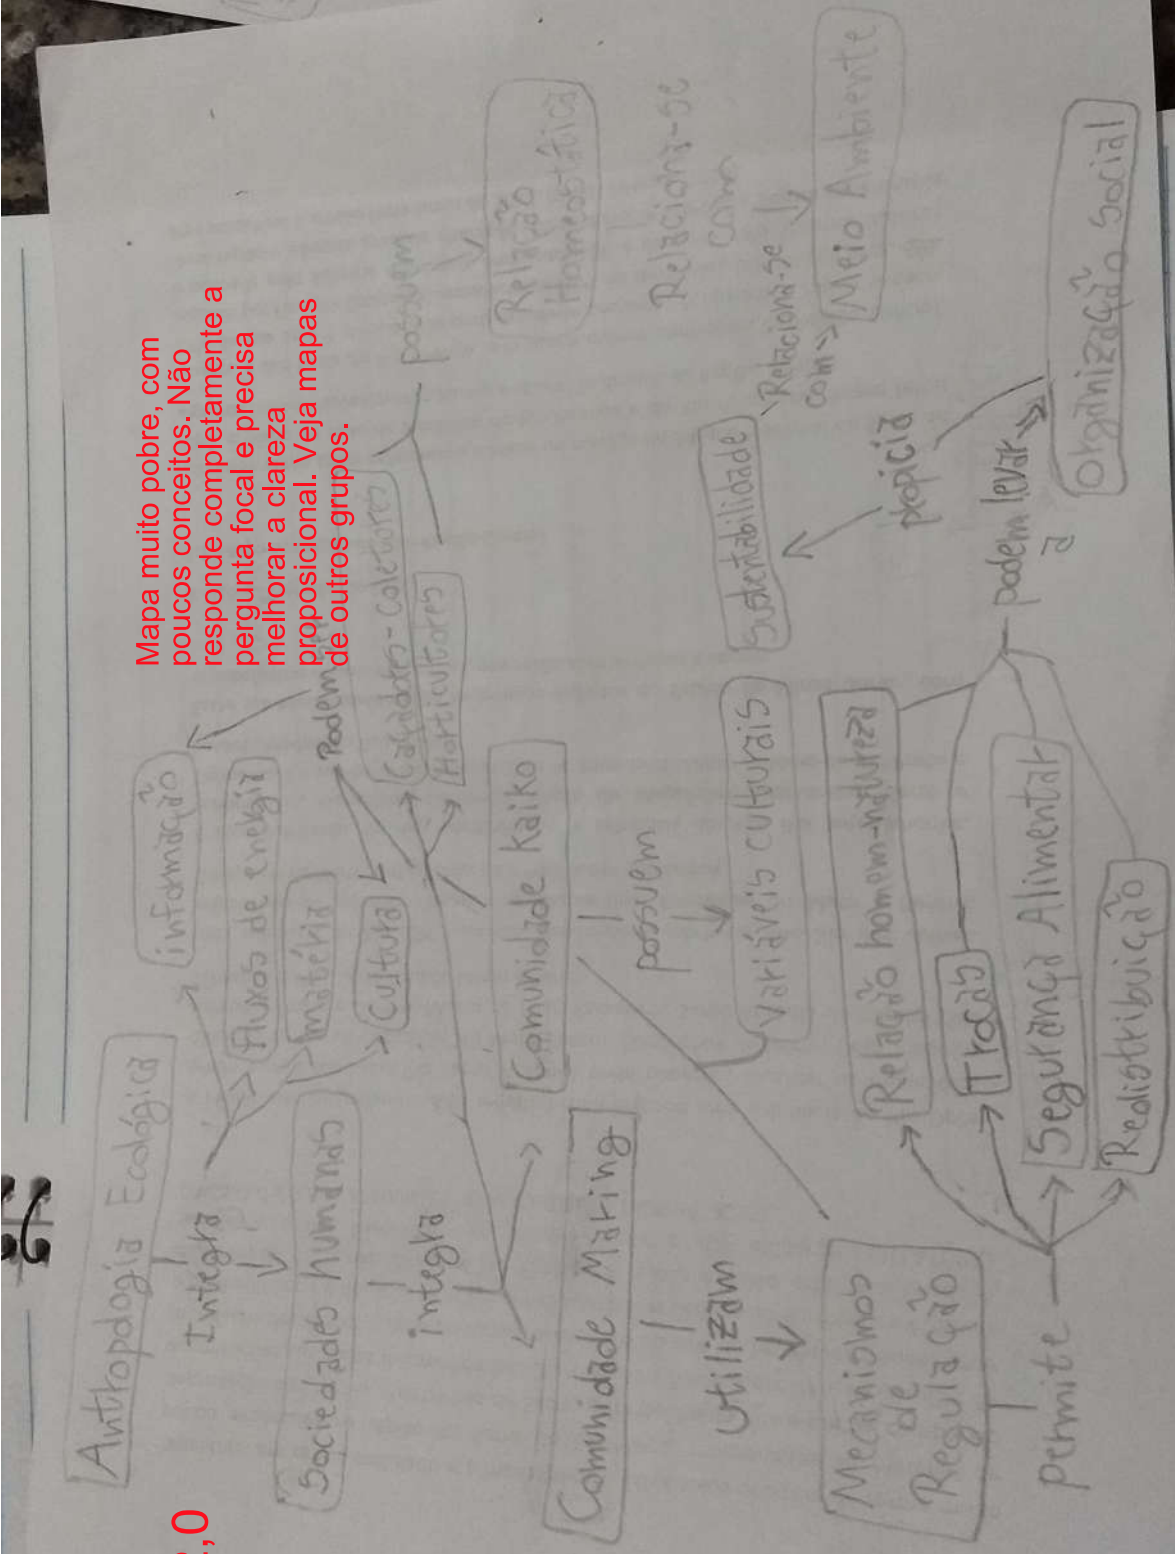 ,0
Mapa muito pobre, com
poucos conceitos. Não
responde completamente a
pergunta focal e precisa
melhorar a clareza
proposicional. Veja mapas
de outros grupos.
Antropologia Ecológica
Integra
informação
Fluxos de energia
matéria
Cultura
Podem
Sociedades humanas
integra
Caçadores-Coletores
Horticultores
possuem
Relação
Homeostática
Relaciona-se
com
Comunidade Maring
Comunidade Kaiko
possuem
variáveis culturais
Sustentabilidade
Relaciona-se
com
Meio Ambiente
utilizam
Mecanismos
de
Regulação
permite
Relação homem-natureza
Trocas
Segurança Alimentar
Redistribuição
podem levar
a
propicia
Organização Social